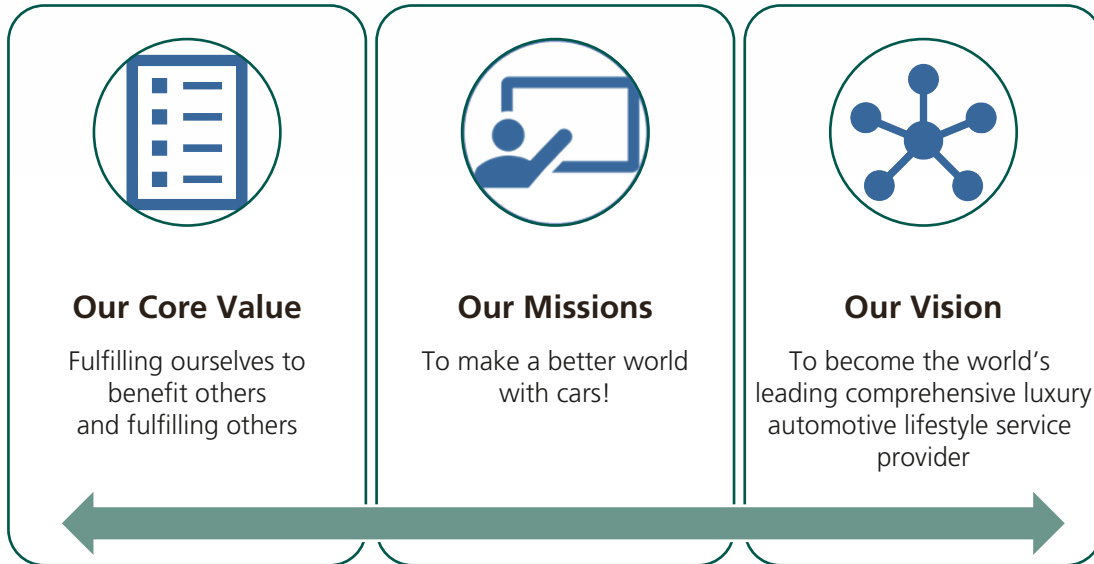 Our Core Value
Fulfilling ourselves to
benefit others
and fulfilling others
Our Missions
To make a better world
with cars!
Our Vision
To become the world’s
leading comprehensive luxury
automotive lifestyle service
provider